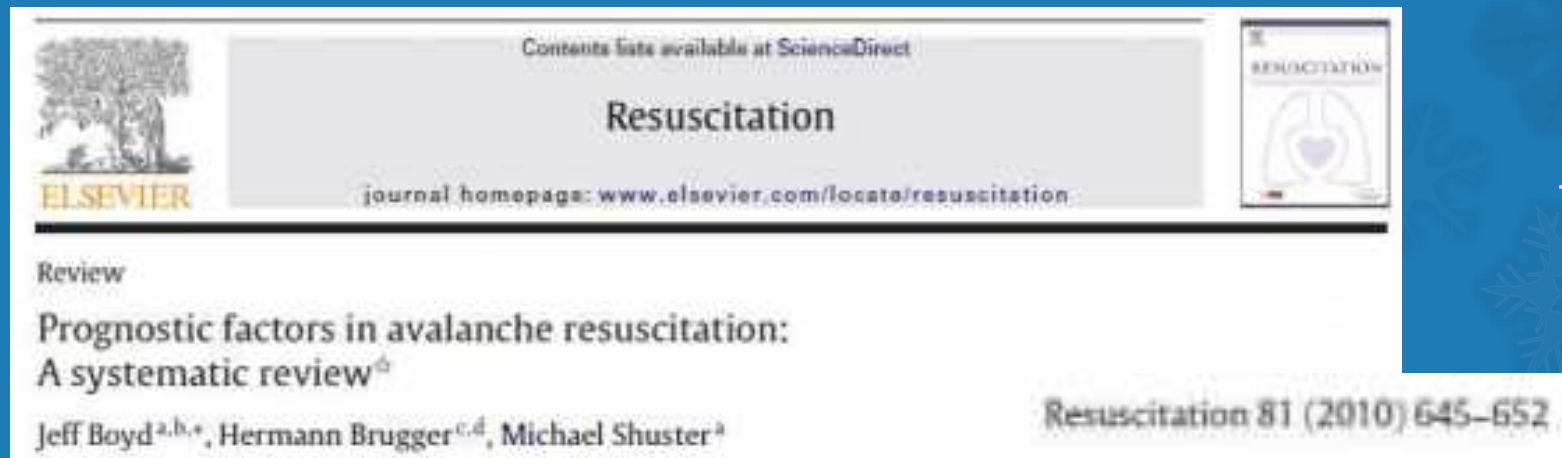 Contents lists available at ScienceDirect
RESUSCITATION
Resuscitation
ELSEVIER
journal homepage: www.elsevier.com/locate/resuscitation
Review
Prognostic factors in avalanche resuscitation:
A systematic review☆
Jeff Boyd a,b,*, Hermann Brugger c,d, Michael Shuster a
Resuscitation 81 (2010) 645–652